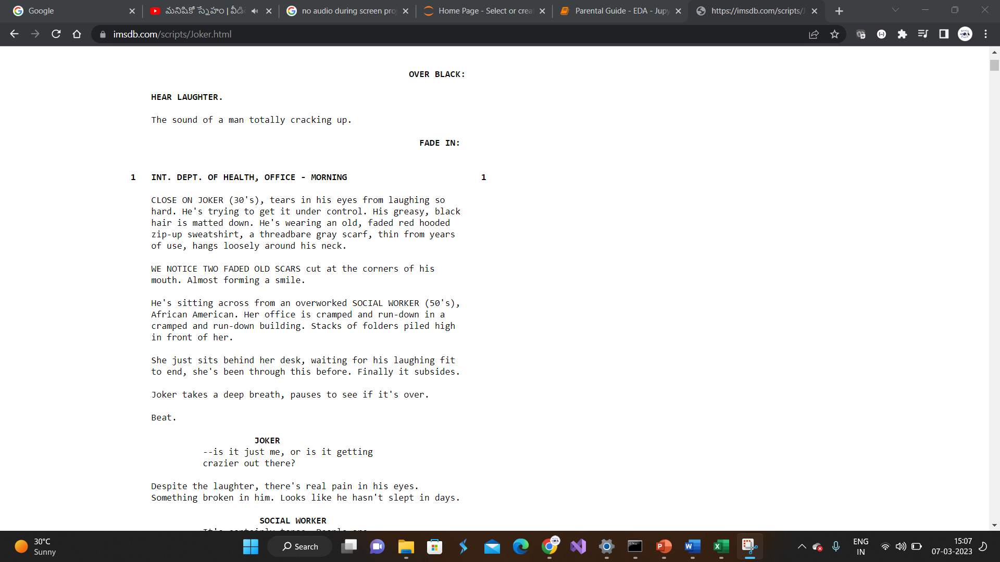 Google
మనిషికో స్నేహం | వీడి
no audio during screen pro
Home Page - Select or crea
Parental Guide - EDA - Jupy
https://imsdb.com/scripts/J
imsdb.com/scripts/Joker.html
OVER BLACK:
HEAR LAUGHTER.
The sound of a man totally cracking up.
FADE IN:
1 INT. DEPT. OF HEALTH, OFFICE - MORNING 1
CLOSE ON JOKER (30's), tears in his eyes from laughing so
hard. He's trying to get it under control. His greasy, black
hair is matted down. He's wearing an old, faded red hooded
zip-up sweatshirt, a threadbare gray scarf, thin from years
of use, hangs loosely around his neck.
WE NOTICE TWO FADED OLD SCARS cut at the corners of his
mouth. Almost forming a smile.
He's sitting across from an overworked SOCIAL WORKER (50's),
African American. Her office is cramped and run-down in a
cramped and run-down building. Stacks of folders piled high
in front of her.
She just sits behind her desk, waiting for his laughing fit
to end, she's been through this before. Finally it subsides.
Joker takes a deep breath, pauses to see if it's over.
Beat.
JOKER
--is it just me, or is it getting
crazier out there?
Despite the laughter, there's real pain in his eyes.
Something broken in him. Looks like he hasn't slept in days.
SOCIAL WORKER
30°C
Sunny
Search
ENG
IN
15:07
07-03-2023